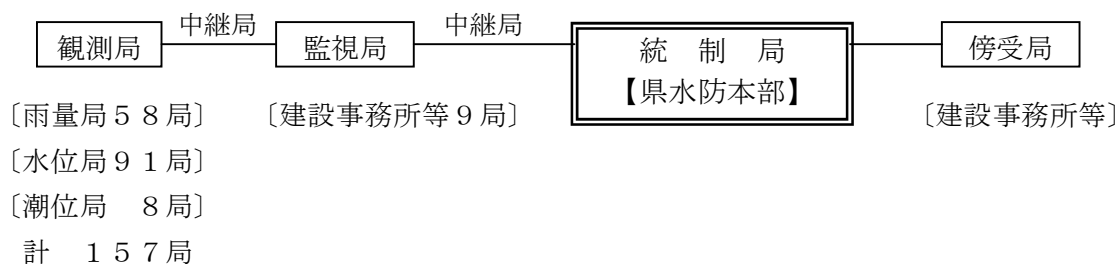 中継局　中継局
観測局　監視局　統　制　局　傍受局
【県水防本部】
〔雨量局５８局〕　〔建設事務所等９局〕　〔建設事務所等〕
〔水位局９１局〕
〔潮位局　８局〕
計　１５７局